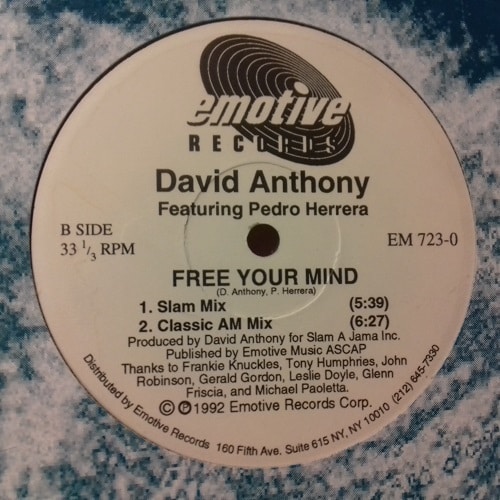 emotive
RECORDS
David Anthony
Featuring Pedro Herrera
B SIDE
33 1/3 RPM
EM 723-0
FREE YOUR MIND
(D. Anthony, P. Herrera)
1. Slam Mix (5:39)
2. Classic AM Mix (6:27)
Produced by David Anthony for Slam A Jama Inc.
Published by Emotive Music ASCAP
Thanks to Frankie Knuckles, Tony Humphries, John
Robinson, Gerald Gordon, Leslie Doyle, Glenn
Friscia, and Michael Paoletta.
© ℗ 1992 Emotive Records Corp.
Distributed by Emotive Records 160 Fifth Ave. Suite 615 NY, NY 10010 (212) 645-7330